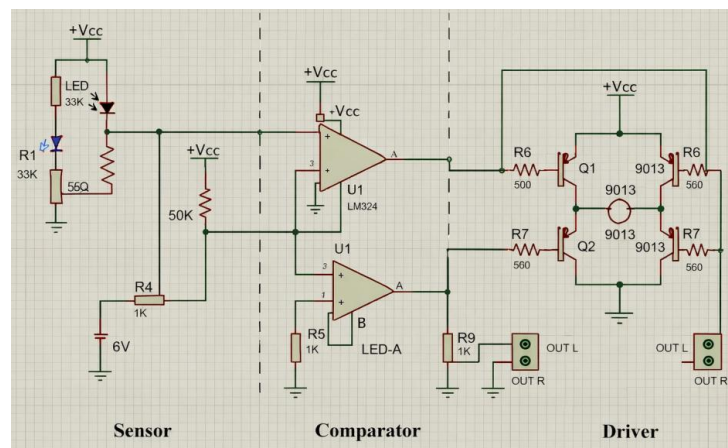 +Vcc
LED
33K
R1
33K
56Ω
+Vcc
50K
R4
1K
6V
+Vcc
+Vcc
3
A
U1
LM324
U1
3
1
A
B
R5
1K
LED-A
R9
1K
OUT L
OUT R
+Vcc
R6
500
Q1
9013
R6
560
9013
9013
R7
560
Q2
9013
R7
560
OUT L
OUT R
Sensor
Comparator
Driver